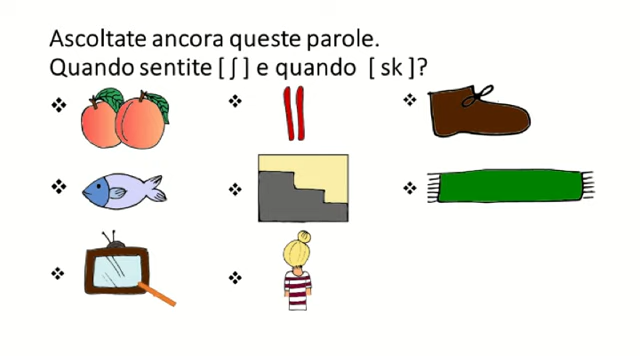 Ascoltate ancora queste parole.
Quando sentite [ ʃ ] e quando [ sk ]?